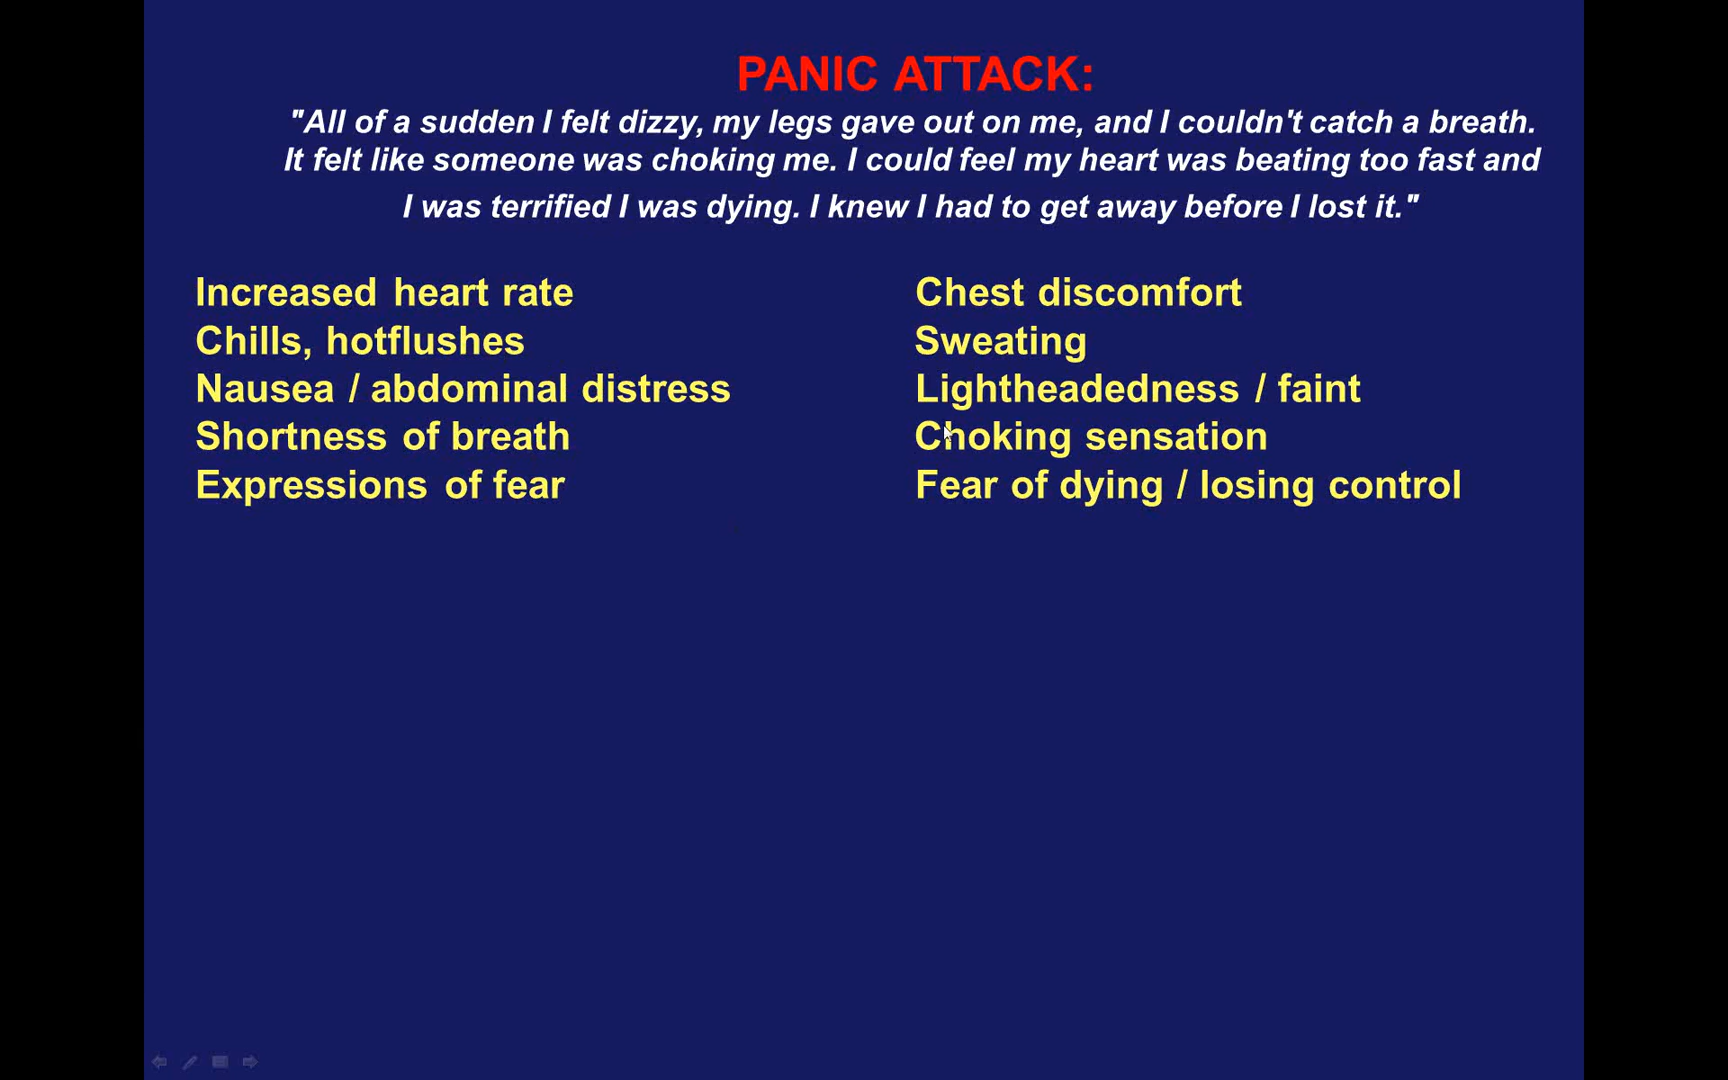 PANIC ATTACK:
"All of a sudden I felt dizzy, my legs gave out on me, and I couldn't catch a breath.
It felt like someone was choking me. I could feel my heart was beating too fast and
I was terrified I was dying. I knew I had to get away before I lost it."
Increased heart rate
Chills, hotflushes
Nausea / abdominal distress
Shortness of breath
Expressions of fear
Chest discomfort
Sweating
Lightheadedness / faint
Choking sensation
Fear of dying / losing control